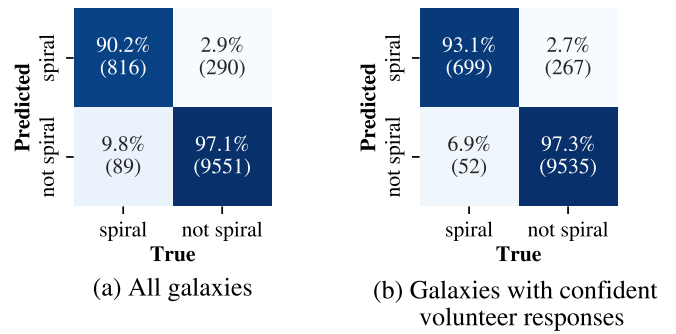 spiral
90.2%
(816)
2.9%
(290)
Predicted
not spiral
9.8%
(89)
97.1%
(9551)
spiral
not spiral
True
(a) All galaxies
spiral
93.1%
(699)
2.7%
(267)
Predicted
not spiral
6.9%
(52)
97.3%
(9535)
spiral
not spiral
True
(b) Galaxies with confident
volunteer responses